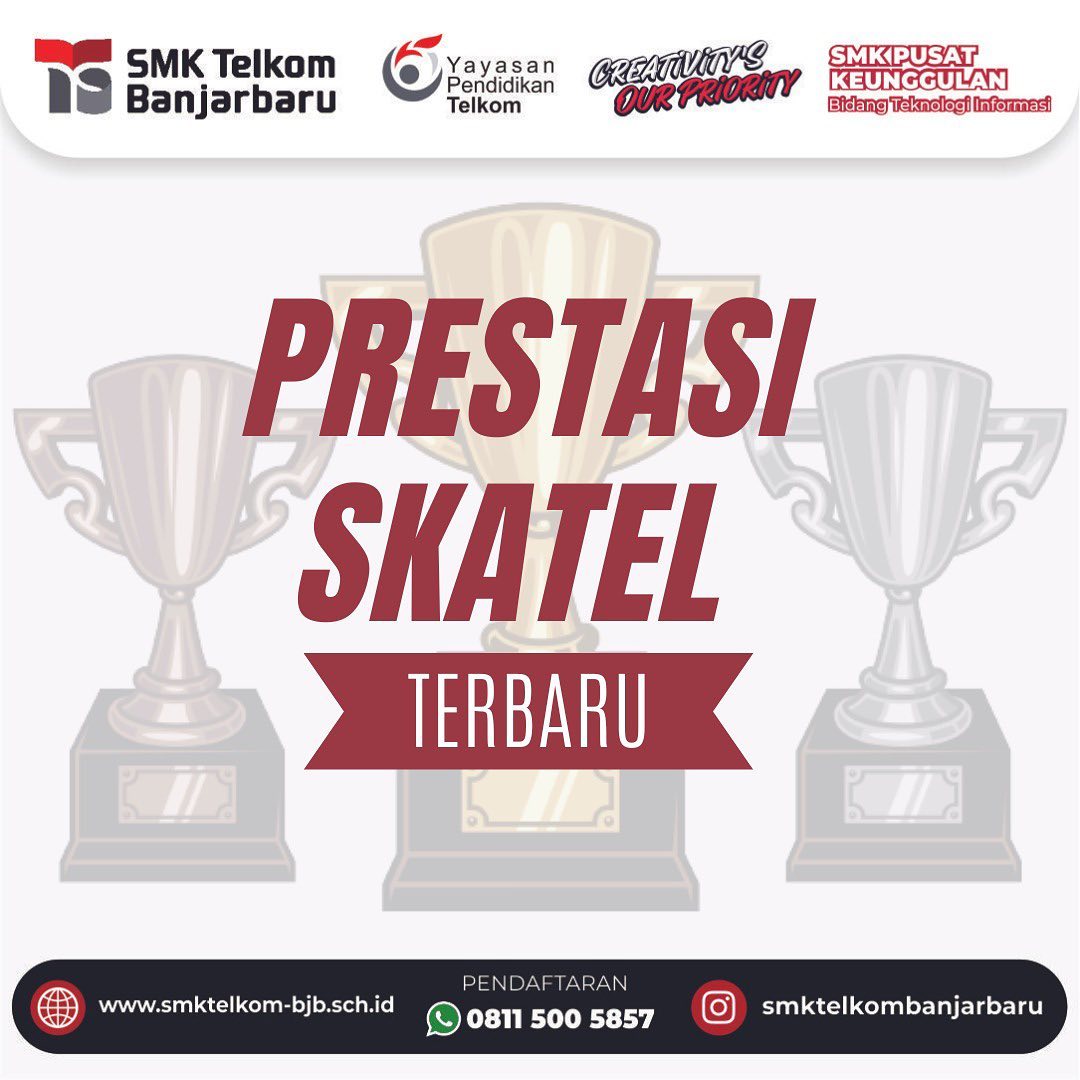 SMK Telkom
Banjarbaru
Yayasan
Pendidikan
Telkom
CREATiViTY'S
OUR PRiORiTY
SMK PUSAT
KEUNGGULAN
Bidang Teknologi Informasi
PRESTASI
SKATEL
TERBARU
www.smktelkom-bjb.sch.id
PENDAFTARAN
0811 500 5857
smktelkombanjarbaru